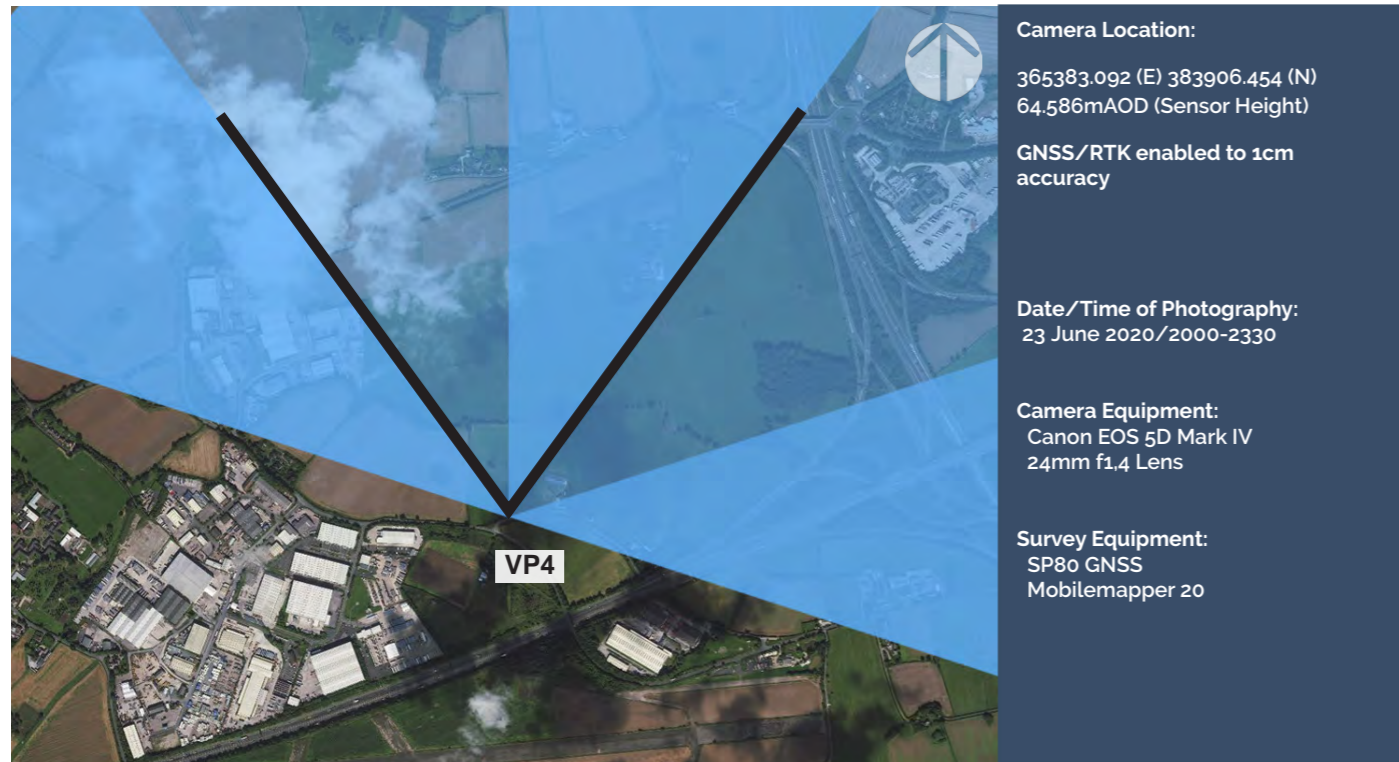 Camera Location:
365383.092 (E) 383906.454 (N)
64.586mAOD (Sensor Height)
GNSS/RTK enabled to 1cm
accuracy
Date/Time of Photography:
23 June 2020/2000-2330
Camera Equipment:
Canon EOS 5D Mark IV
24mm f1,4 Lens
Survey Equipment:
SP80 GNSS
Mobilemapper 20
VP4